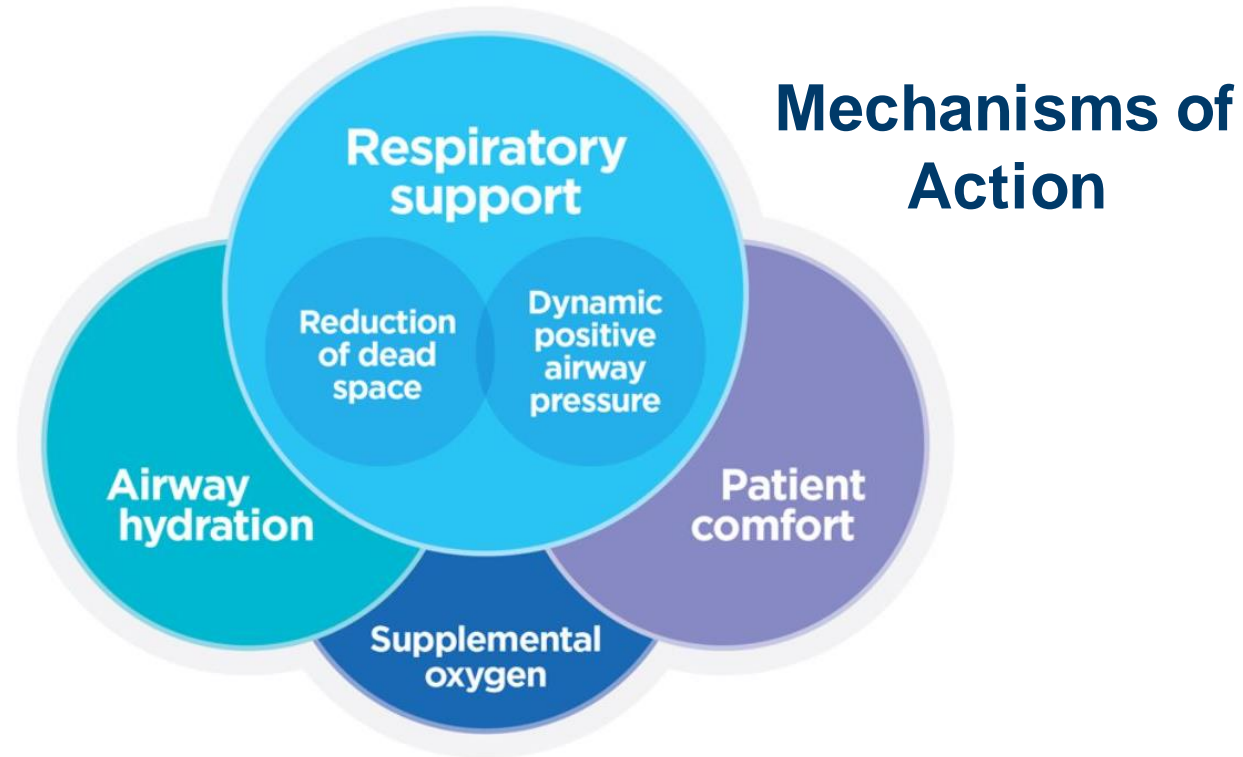 Mechanisms of
Action
Respiratory
support
Reduction
of dead
space
Dynamic
positive
airway
pressure
Airway
hydration
Patient
comfort
Supplemental
oxygen